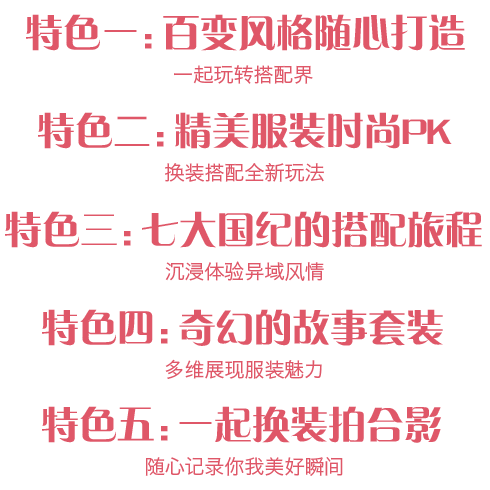 特色一:百变风格随心打造
一起玩转搭配界
特色二:精美服装时尚PK
换装搭配全新玩法
特色三:七大国纪的搭配旅程
沉浸体验异域风情
特色四:奇幻的故事套装
多维展现服装魅力
特色五:一起换装拍合影
随心记录你我美好瞬间